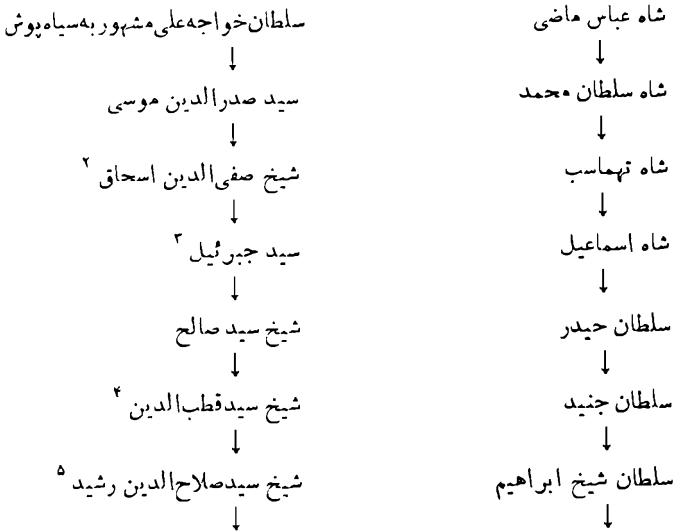 شاه عباس ماضی
↓
شاه سلطان محمد
↓
شاه تهماسب
↓
شاه اسماعیل
↓
سلطان حیدر
↓
سلطان جنید
↓
سلطان شیخ ابراهیم
↓
سلطان خواجه علی مشهور به سیاه پوش
↓
سید صدرالدین موسی
↓
شیخ صفی‌الدین اسحاق ۲
↓
سید جبرئیل ۳
↓
شیخ سید صالح
↓
شیخ سید قطب‌الدین ۴
↓
شیخ سید صلاح‌الدین رشید ۵
↓